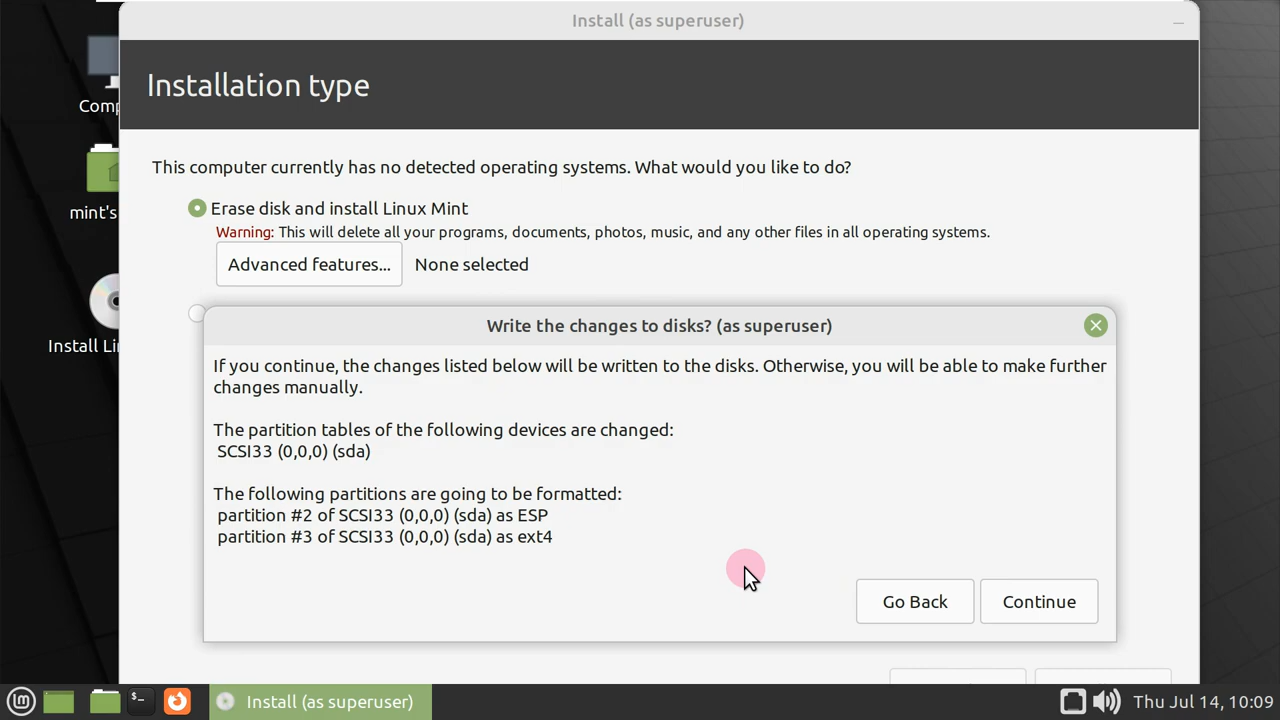 Install (as superuser)
Installation type
Comp
This computer currently has no detected operating systems. What would you like to do?
mint's
Erase disk and install Linux Mint
Warning: This will delete all your programs, documents, photos, music, and any other files in all operating systems.
Advanced features... None selected
Install Li
Write the changes to disks? (as superuser)
If you continue, the changes listed below will be written to the disks. Otherwise, you will be able to make further
changes manually.
The partition tables of the following devices are changed:
SCSI33 (0,0,0) (sda)
The following partitions are going to be formatted:
partition #2 of SCSI33 (0,0,0) (sda) as ESP
partition #3 of SCSI33 (0,0,0) (sda) as ext4
Go Back Continue
Install (as superuser) Thu Jul 14, 10:09